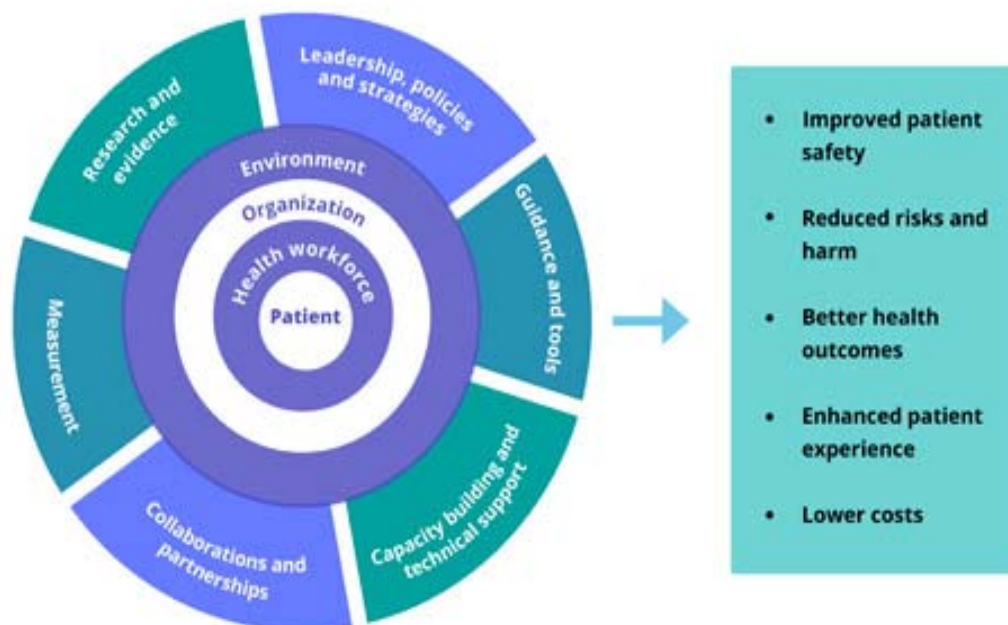 Leadership, policies
and strategies
Guidance and tools
Capacity building and
technical support
Collaborations and
partnerships
Measurement
Research and
evidence
Environment
Organization
Health workforce
Patient
• Improved patient
safety
• Reduced risks and
harm
• Better health
outcomes
• Enhanced patient
experience
• Lower costs